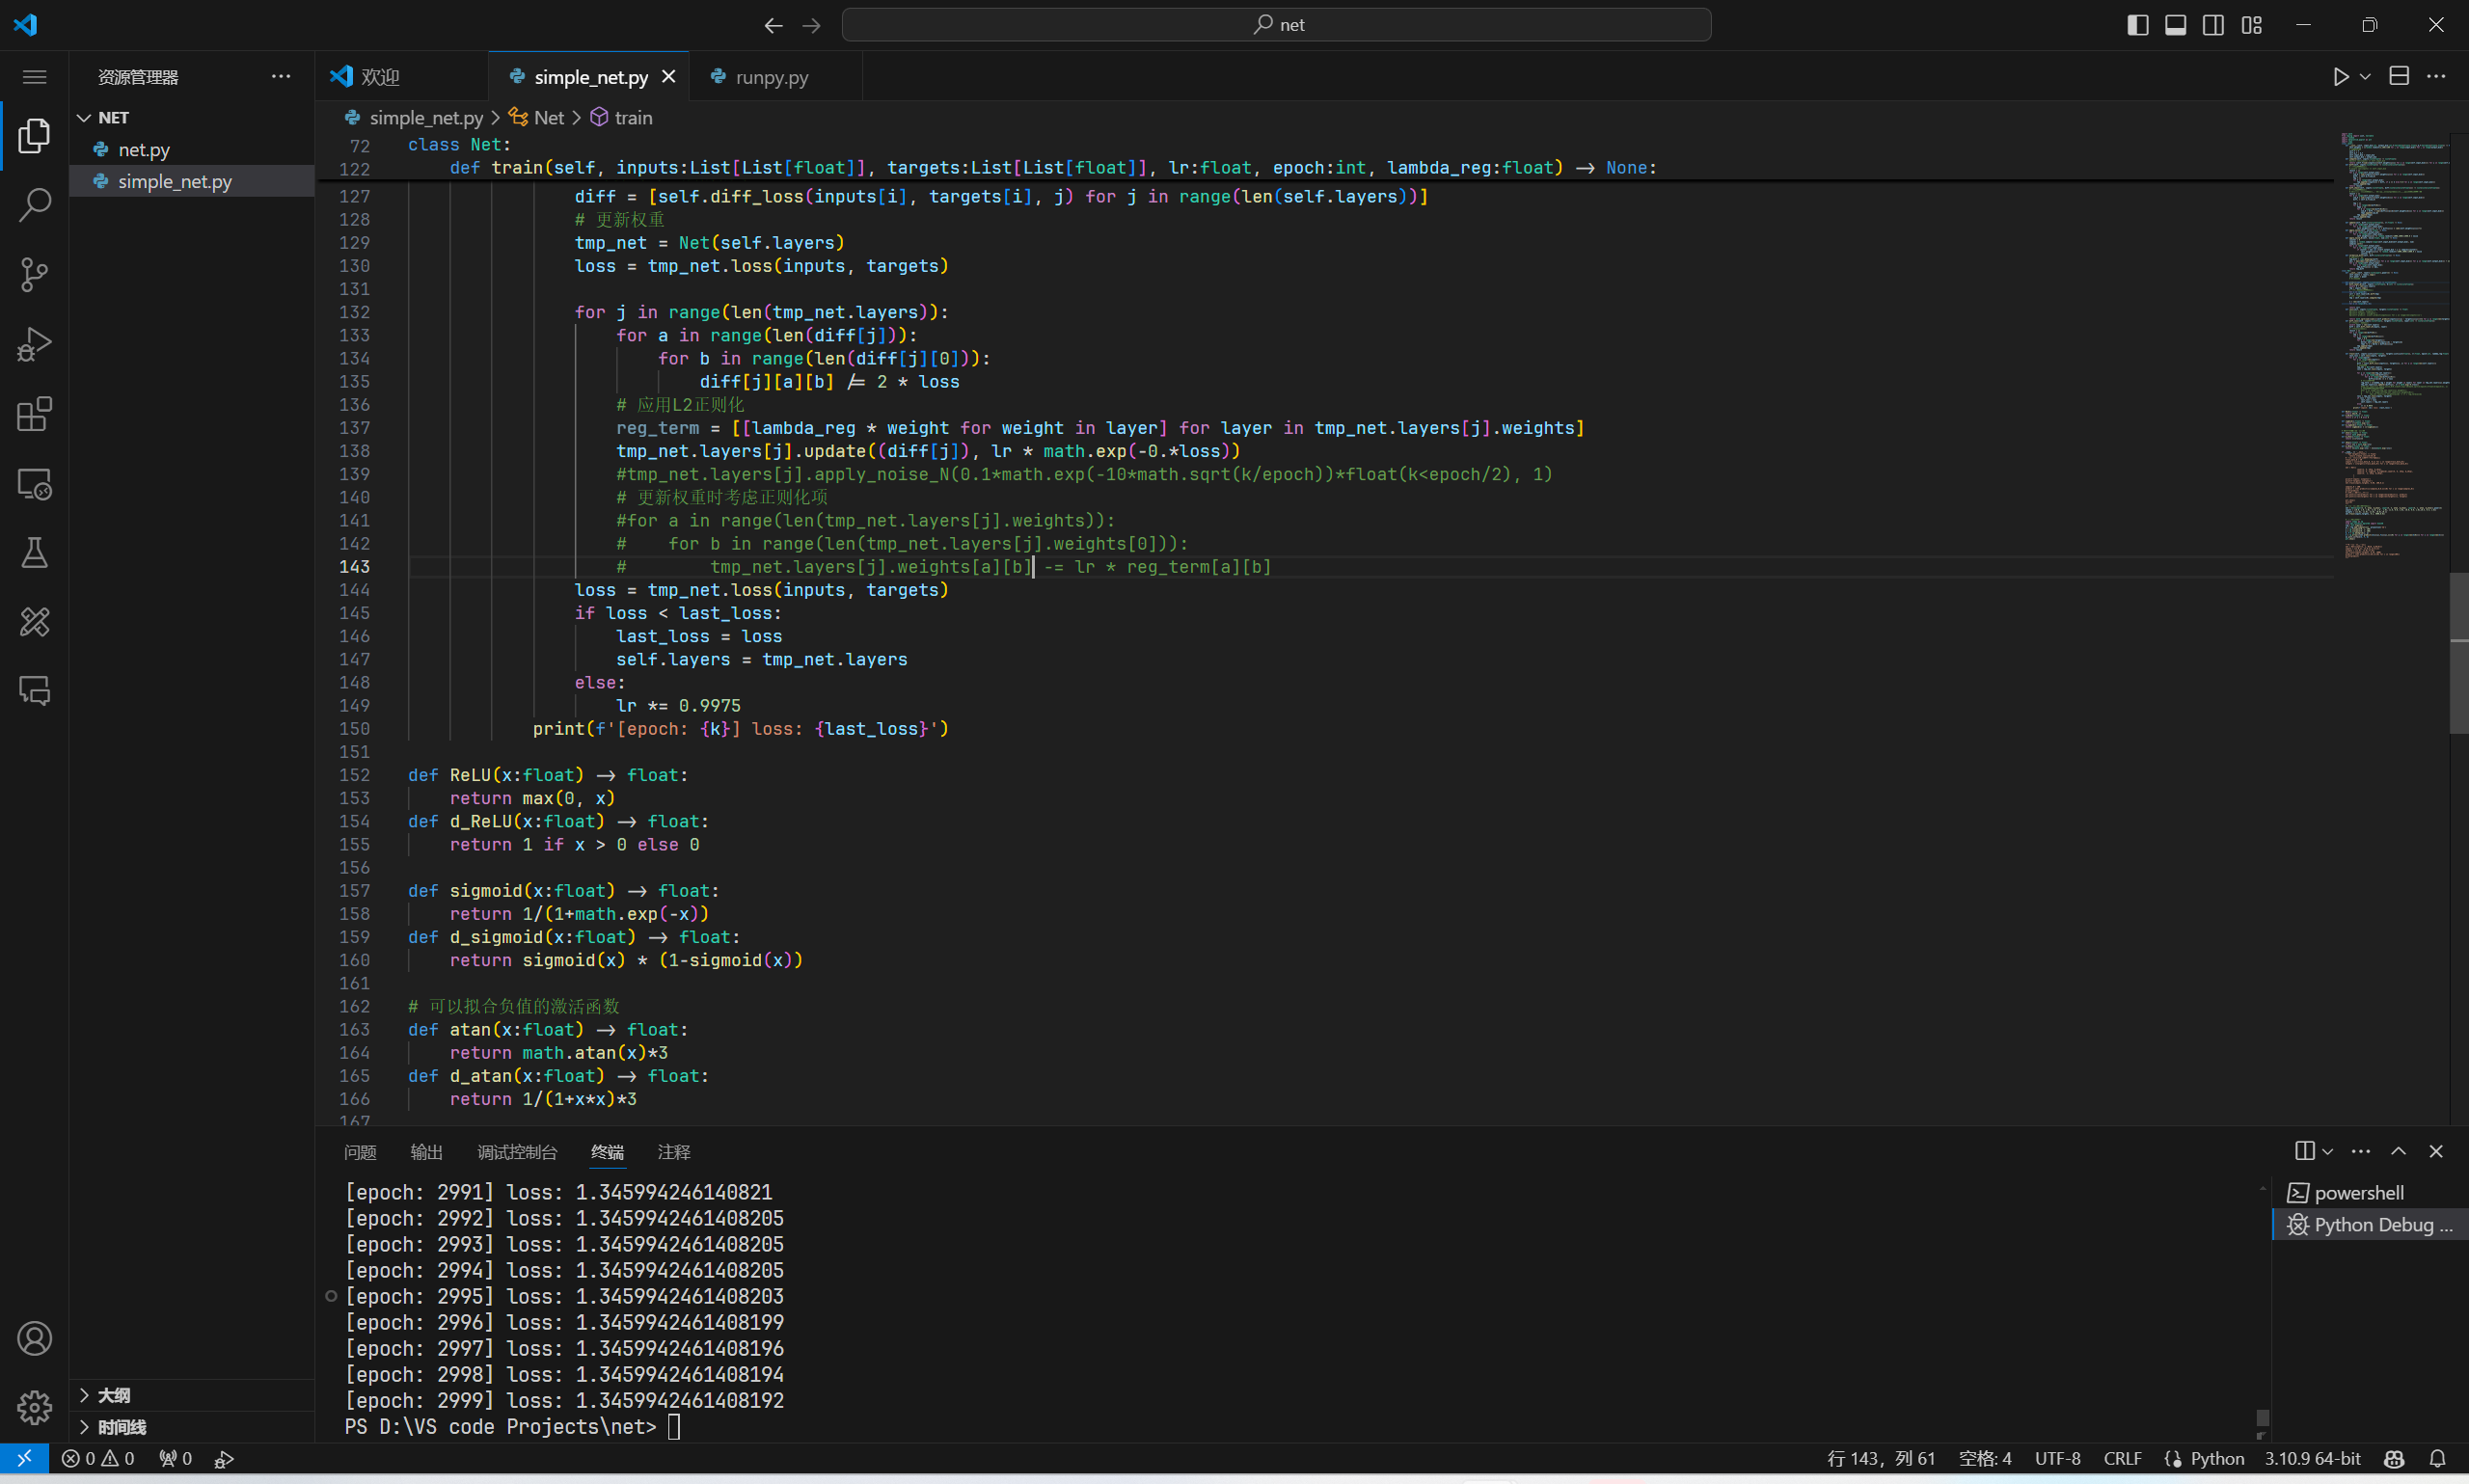 net
资源管理器
NET
net.py
simple_net.py
大纲
时间线
欢迎
simple_net.py
runpy.py
simple_net.py > Net > train
72 class Net:
122 def train(self, inputs:List[List[float]], targets:List[List[float]], lr:float, epoch:int, lambda_reg:float) -> None:
127 diff = [self.diff_loss(inputs[i], targets[i], j) for j in range(len(self.layers))]
128 # 更新权重
129 tmp_net = Net(self.layers)
130 loss = tmp_net.loss(inputs, targets)
131
132 for j in range(len(tmp_net.layers)):
133 for a in range(len(diff[j])):
134 for b in range(len(diff[j][0])):
135 diff[j][a][b] /= 2 * loss
136 # 应用L2正则化
137 reg_term = [[lambda_reg * weight for weight in layer] for layer in tmp_net.layers[j].weights]
138 tmp_net.layers[j].update((diff[j]), lr * math.exp(-0.*loss))
139 #tmp_net.layers[j].apply_noise_N(0.1*math.exp(-10*math.sqrt(k/epoch))*float(k<epoch/2), 1)
140 # 更新权重时考虑正则化项
141 #for a in range(len(tmp_net.layers[j].weights)):
142 # for b in range(len(tmp_net.layers[j].weights[0])):
143 # tmp_net.layers[j].weights[a][b] -= lr * reg_term[a][b]
144 loss = tmp_net.loss(inputs, targets)
145 if loss < last_loss:
146 last_loss = loss
147 self.layers = tmp_net.layers
148 else:
149 lr *= 0.9975
150 print(f'[epoch: {k}] loss: {last_loss}')
151
152 def ReLU(x:float) -> float:
153 return max(0, x)
154 def d_ReLU(x:float) -> float:
155 return 1 if x > 0 else 0
156
157 def sigmoid(x:float) -> float:
158 return 1/(1+math.exp(-x))
159 def d_sigmoid(x:float) -> float:
160 return sigmoid(x) * (1-sigmoid(x))
161
162 # 可以拟合负值的激活函数
163 def atan(x:float) -> float:
164 return math.atan(x)*3
165 def d_atan(x:float) -> float:
166 return 1/(1+x*x)*3
167
问题 输出 调试控制台 终端 注释
[epoch: 2991] loss: 1.345994246140821
[epoch: 2992] loss: 1.3459942461408205
[epoch: 2993] loss: 1.3459942461408205
[epoch: 2994] loss: 1.3459942461408205
[epoch: 2995] loss: 1.3459942461408203
[epoch: 2996] loss: 1.3459942461408199
[epoch: 2997] loss: 1.3459942461408196
[epoch: 2998] loss: 1.3459942461408194
[epoch: 2999] loss: 1.3459942461408192
PS D:\VS code Projects\net>
powershell
Python Debug ...
0 0 0 行 143，列 61 空格: 4 UTF-8 CRLF Python 3.10.9 64-bit